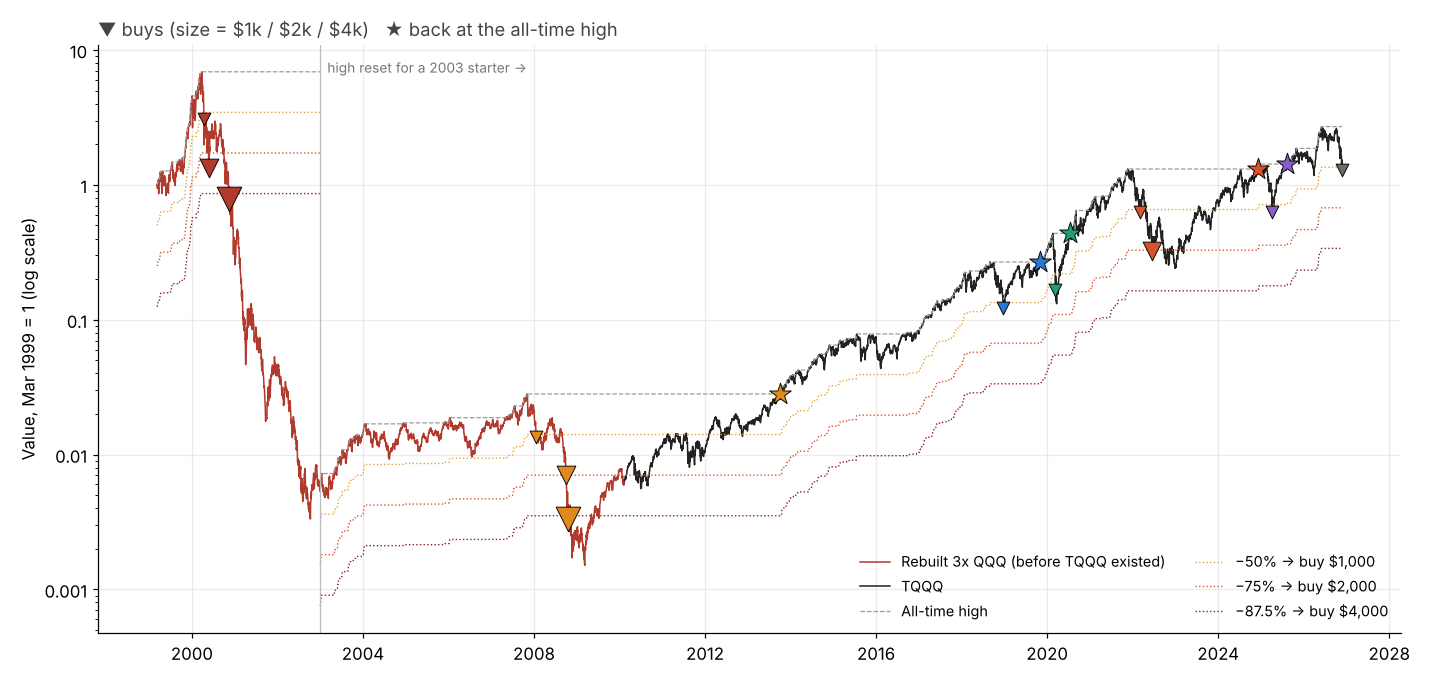 ▼ buys (size = $1k / $2k / $4k) ★ back at the all-time high
high reset for a 2003 starter →
Value, Mar 1999 = 1 (log scale)
10
1
0.1
0.01
0.001
2000 2004 2008 2012 2016 2020 2024 2028
Rebuilt 3x QQQ (before TQQQ existed)
TQQQ
All-time high
−50% → buy $1,000
−75% → buy $2,000
−87.5% → buy $4,000